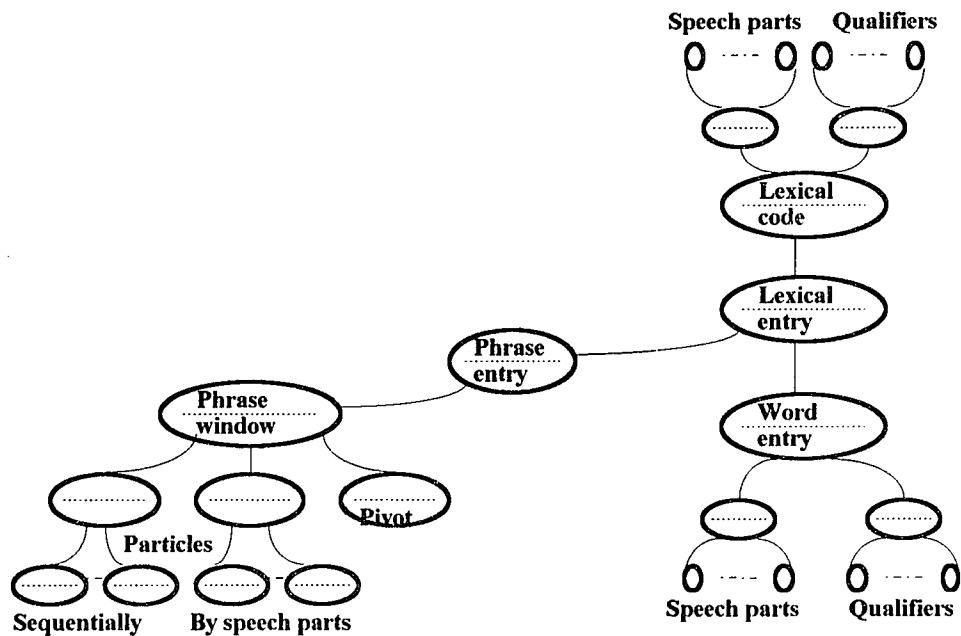 Speech parts Qualifiers
Lexical
code
Lexical
entry
Phrase
entry
Phrase
window
Word
entry
Pivot
Particles
Sequentially By speech parts
Speech parts Qualifiers